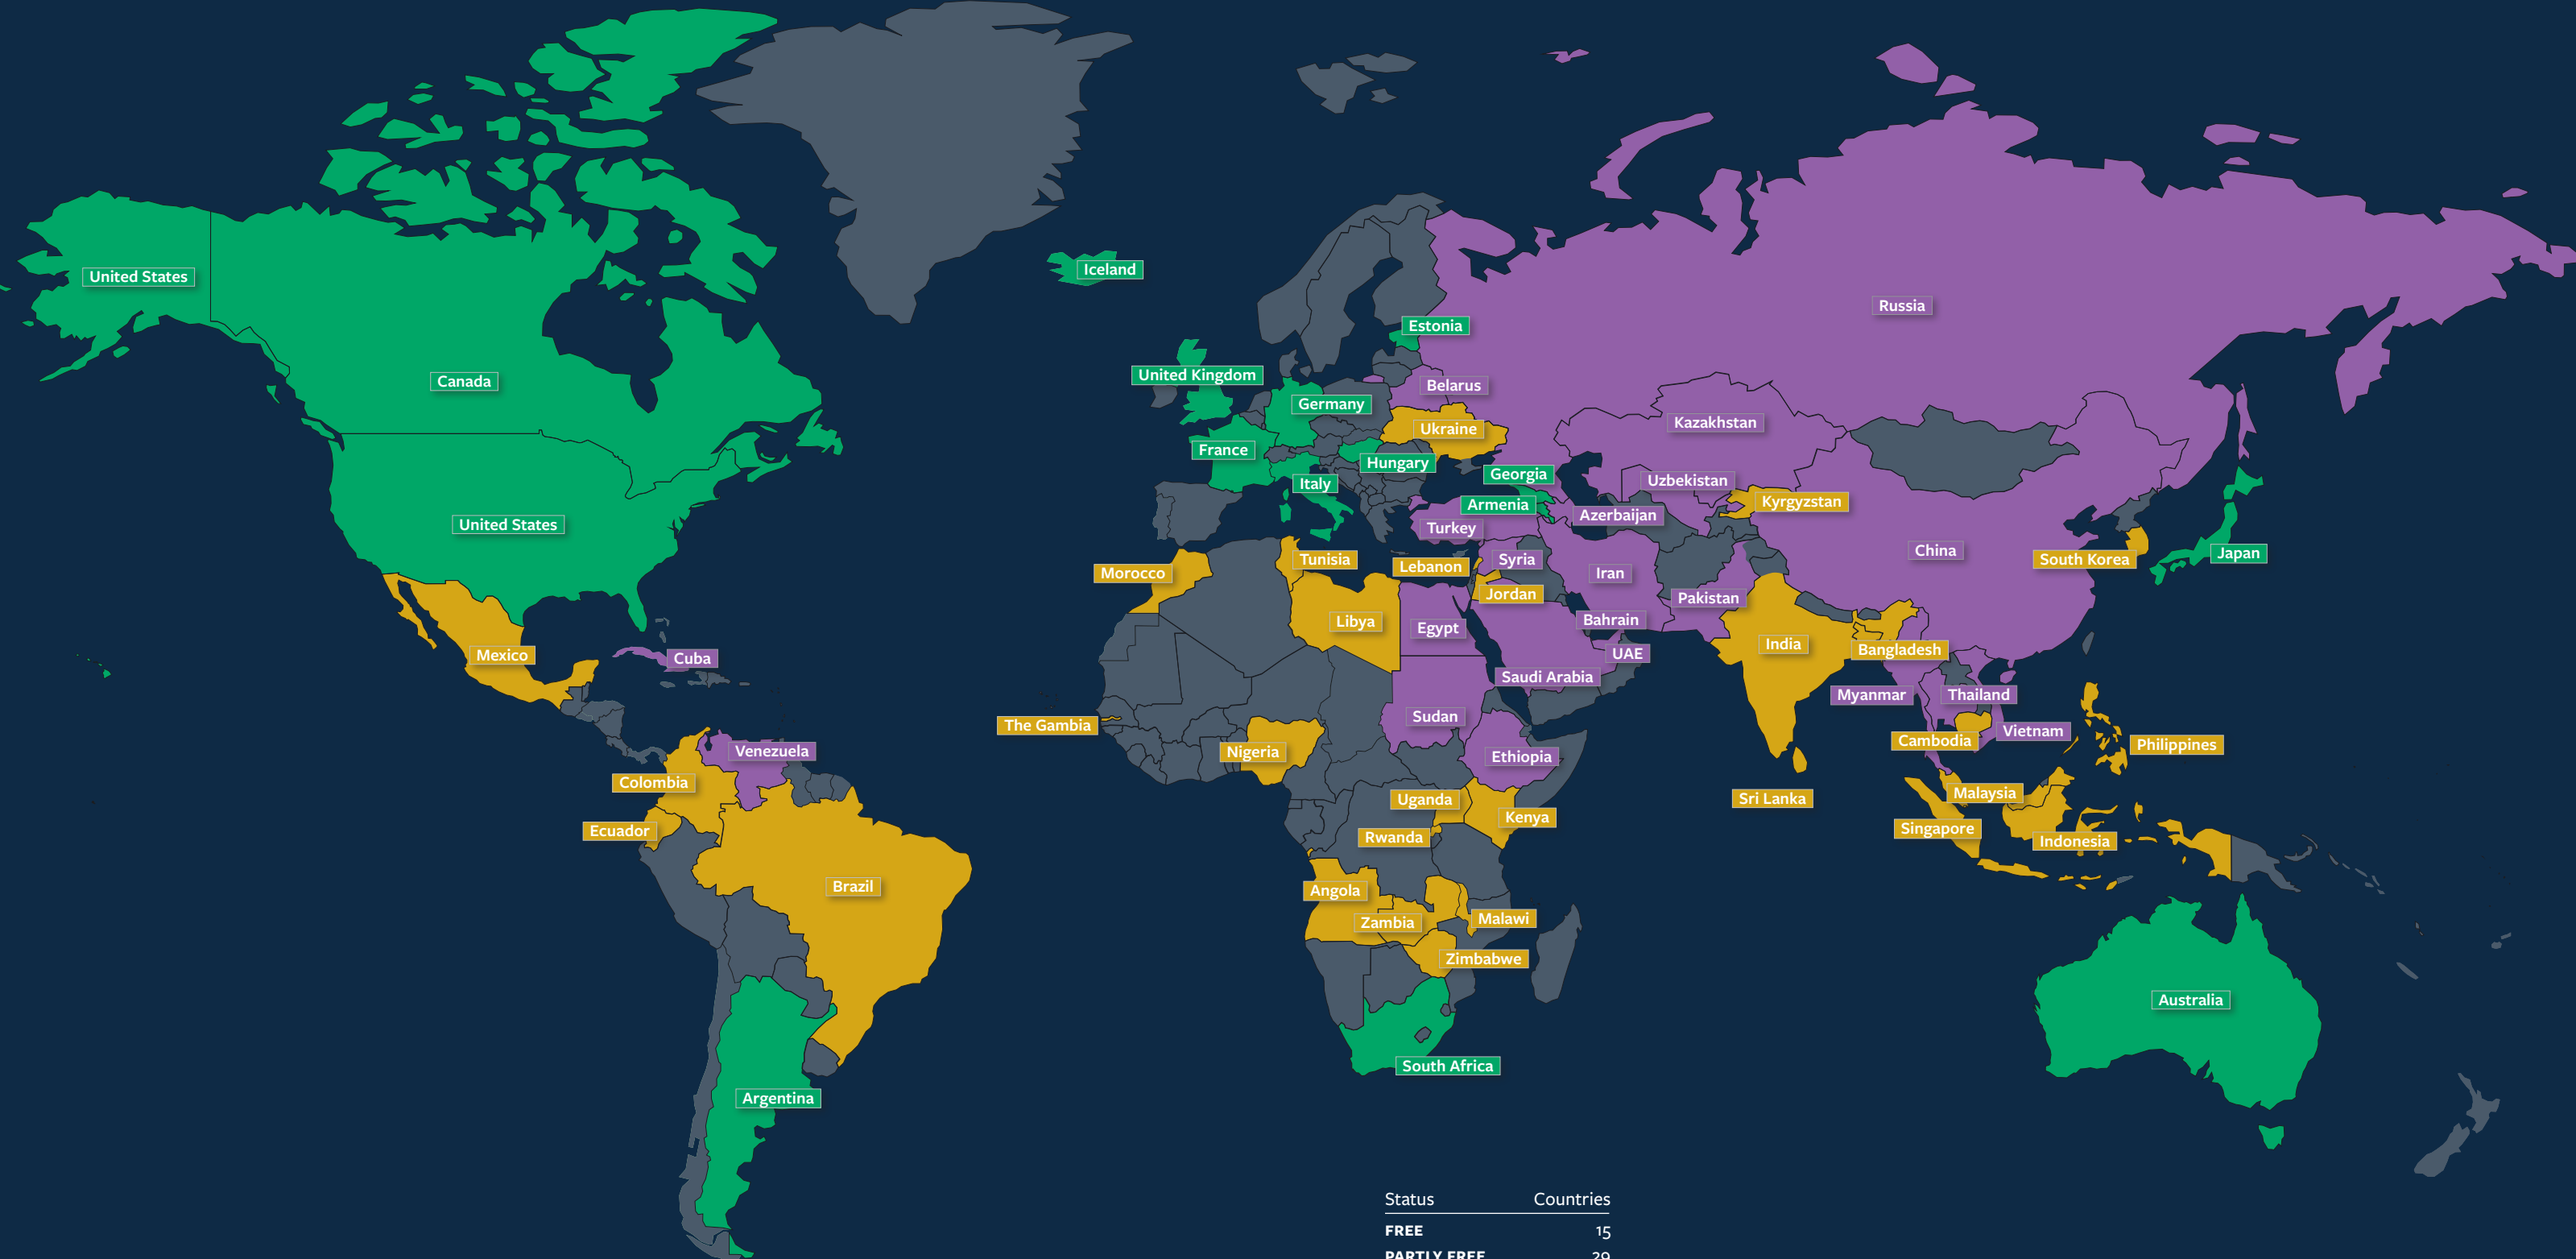 Iceland
United States
Russia
Estonia
United Kingdom
Canada
Belarus
Germany
Kazakhstan
Ukraine
France
Hungary
Georgia
Uzbekistan
Italy
Kyrgyzstan
Armenia
Azerbaijan
United States
Turkey
China
Japan
Tunisia
Syria
South Korea
Lebanon
Morocco
Iran
Jordan
Pakistan
Bahrain
Libya
Egypt
India
Bangladesh
UAE
Mexico
Cuba
Saudi Arabia
Myanmar
Thailand
Sudan
The Gambia
Vietnam
Cambodia
Philippines
Venezuela
Nigeria
Ethiopia
Colombia
Malaysia
Sri Lanka
Uganda
Kenya
Singapore
Ecuador
Rwanda
Indonesia
Brazil
Angola
Malawi
Zambia
Zimbabwe
Australia
South Africa
Argentina
Status Countries
FREE 15
PARTLY FREE 29